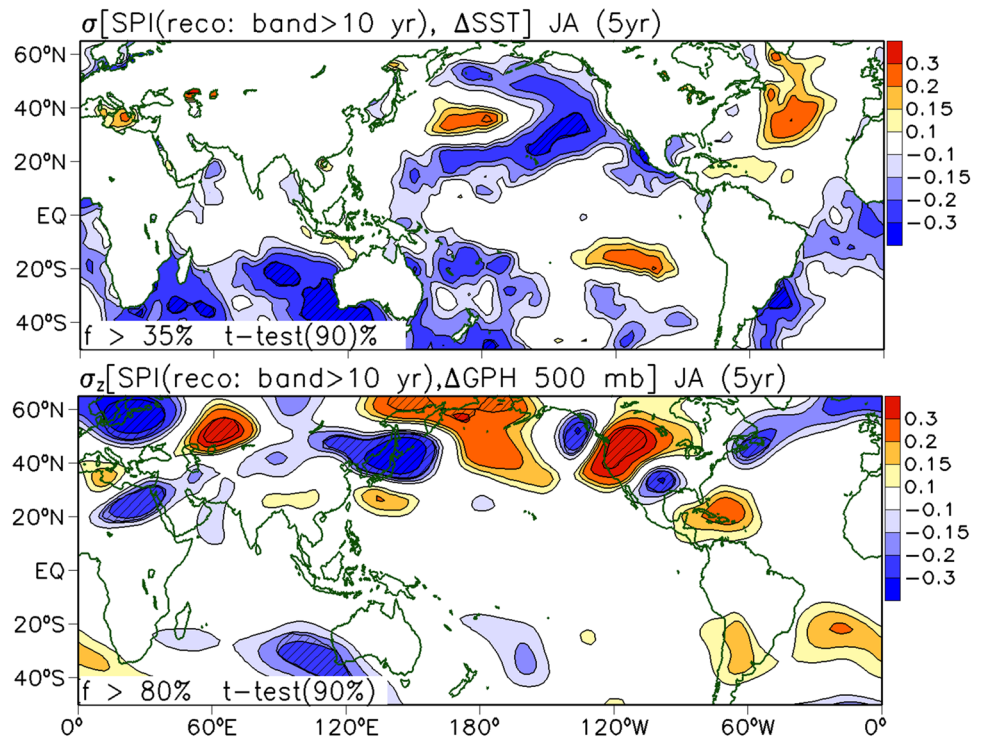 σ[SPI(reco: band>10 yr), ΔSST] JA (5yr)
60°N
40°N
20°N
EQ
20°S
40°S
0.3
0.2
0.15
0.1
−0.1
−0.15
−0.2
−0.3
f > 35% t−test(90)%
σz[SPI(reco: band>10 yr),ΔGPH 500 mb] JA (5yr)
60°N
40°N
20°N
EQ
20°S
40°S
0.3
0.2
0.15
0.1
−0.1
−0.15
−0.2
−0.3
f > 80% t−test(90%)
0° 60°E 120°E 180° 120°W 60°W 0°